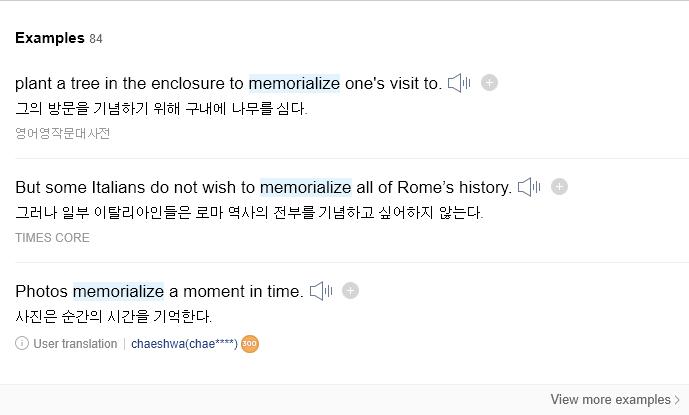 Examples 84
plant a tree in the enclosure to memorialize one's visit to.
그의 방문을 기념하기 위해 구내에 나무를 심다.
영어영작문대사전
But some Italians do not wish to memorialize all of Rome’s history.
그러나 일부 이탈리아인들은 로마 역사의 전부를 기념하고 싶어하지 않는다.
TIMES CORE
Photos memorialize a moment in time.
사진은 순간의 시간을 기억한다.
User translation | chaeshwa(chae****) 300
View more examples